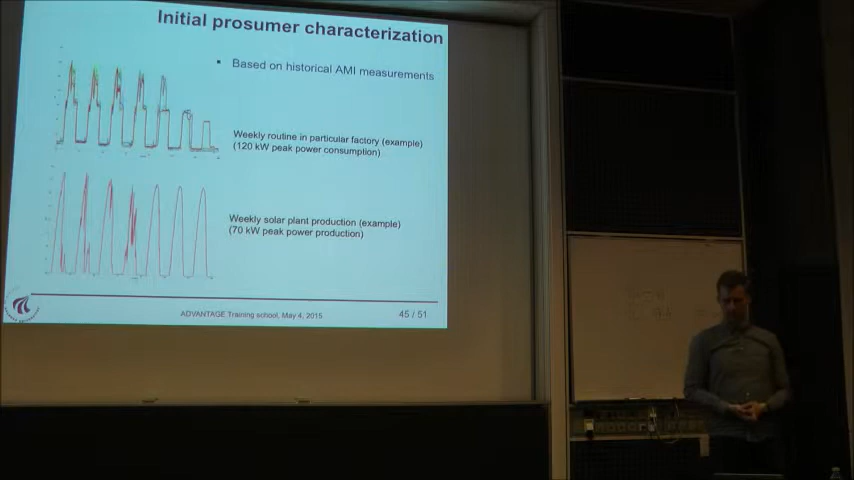 Initial prosumer characterization
Based on historical AMI measurements
Weekly routine in particular factory (example)
(120 kW peak power consumption)
Weekly solar plant production (example)
(70 kW peak power production)
ADVANTAGE Training school, May 4, 2015
45 / 51